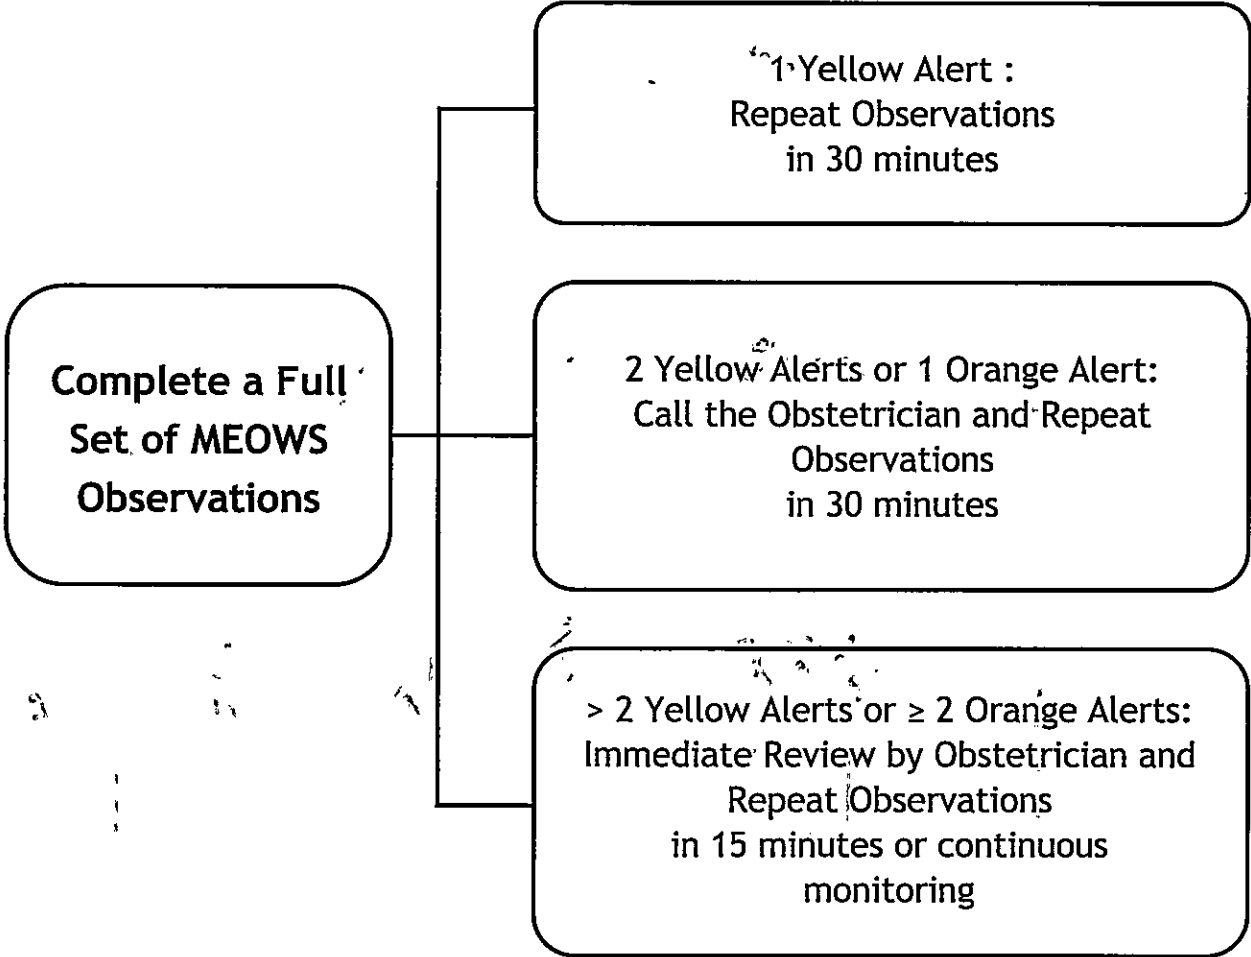 1 Yellow Alert :
Repeat Observations
in 30 minutes
Complete a Full
Set of MEOWS
Observations
2 Yellow Alerts or 1 Orange Alert:
Call the Obstetrician and Repeat
Observations
in 30 minutes
> 2 Yellow Alerts or ≥ 2 Orange Alerts:
Immediate Review by Obstetrician and
Repeat Observations
in 15 minutes or continuous
monitoring